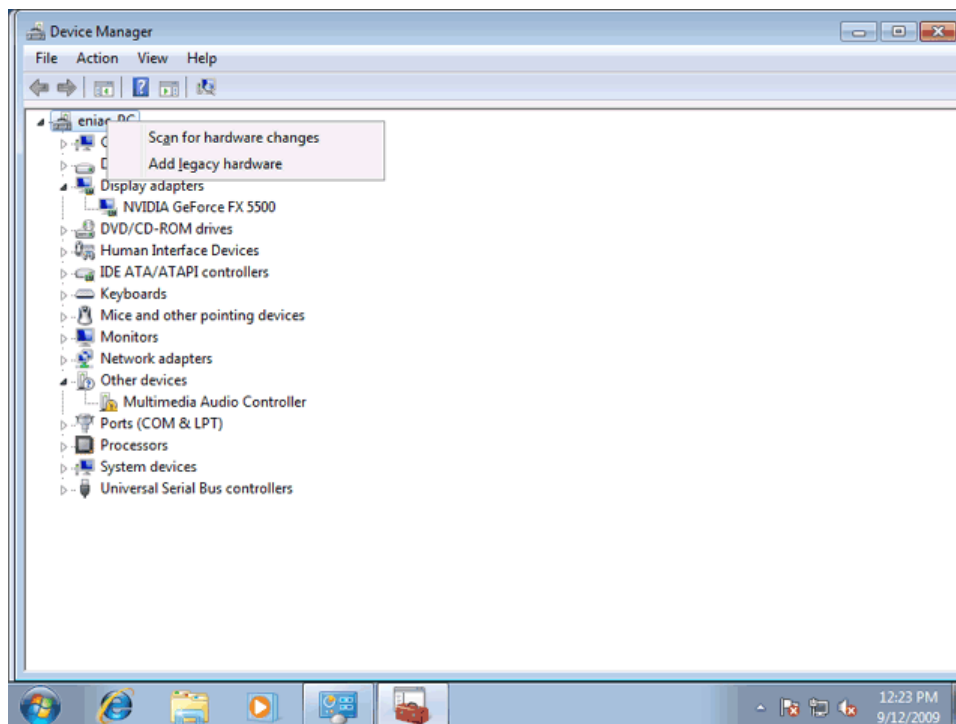 Device Manager
File Action View Help
eniac-PC
Scan for hardware changes
Add legacy hardware
Display adapters
NVIDIA GeForce FX 5500
DVD/CD-ROM drives
Human Interface Devices
IDE ATA/ATAPI controllers
Keyboards
Mice and other pointing devices
Monitors
Network adapters
Other devices
Multimedia Audio Controller
Ports (COM & LPT)
Processors
System devices
Universal Serial Bus controllers
12:23 PM
9/12/2009